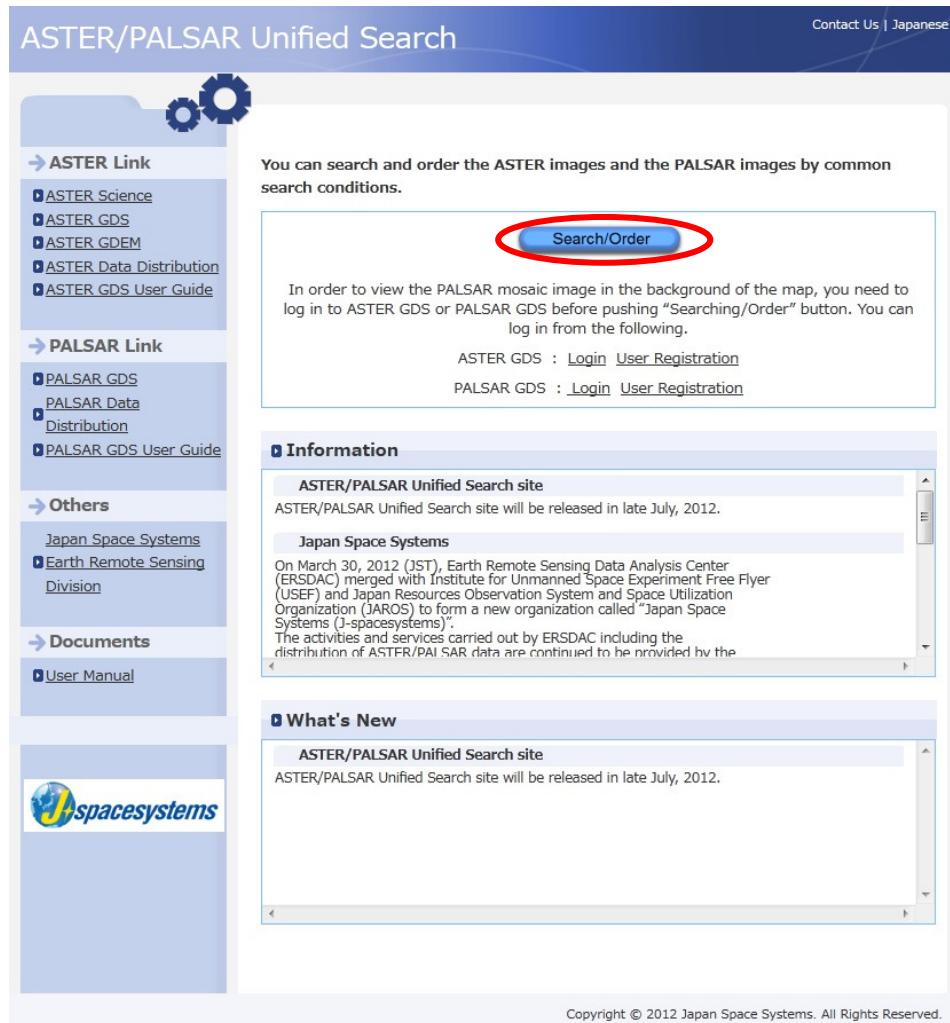 ASTER/PALSAR Unified Search
Contact Us | Japanese
ASTER Link
ASTER Science
ASTER GDS
ASTER GDEM
ASTER Data Distribution
ASTER GDS User Guide
PALSAR Link
PALSAR GDS
PALSAR Data
Distribution
PALSAR GDS User Guide
Others
Japan Space Systems
Earth Remote Sensing
Division
Documents
User Manual
J-spacesystems
You can search and order the ASTER images and the PALSAR images by common
search conditions.
Search/Order
In order to view the PALSAR mosaic image in the background of the map, you need to
log in to ASTER GDS or PALSAR GDS before pushing “Searching/Order” button. You can
log in from the following.
ASTER GDS : Login User Registration
PALSAR GDS : Login User Registration
Information
ASTER/PALSAR Unified Search site
ASTER/PALSAR Unified Search site will be released in late July, 2012.
Japan Space Systems
On March 30, 2012 (JST), Earth Remote Sensing Data Analysis Center
(ERSDAC) merged with Institute for Unmanned Space Experiment Free Flyer
(USEF) and Japan Resources Observation System and Space Utilization
Organization (JAROS) to form a new organization called “Japan Space
Systems (J-spacesystems)”.
The activities and services carried out by ERSDAC including the
distribution of ASTER/PALSAR data are continued to be provided by the
What's New
ASTER/PALSAR Unified Search site
ASTER/PALSAR Unified Search site will be released in late July, 2012.
Copyright © 2012 Japan Space Systems. All Rights Reserved.